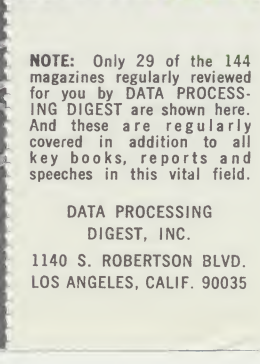 NOTE: Only 29 of the 144
magazines regularly reviewed
for you by DATA PROCESS-
ING DIGEST are shown here.
And these are regularly
covered in addition to all
key books, reports and
speeches in this vital field.
DATA PROCESSING
DIGEST, INC.
1140 S. ROBERTSON BLVD.
LOS ANGELES, CALIF. 90035